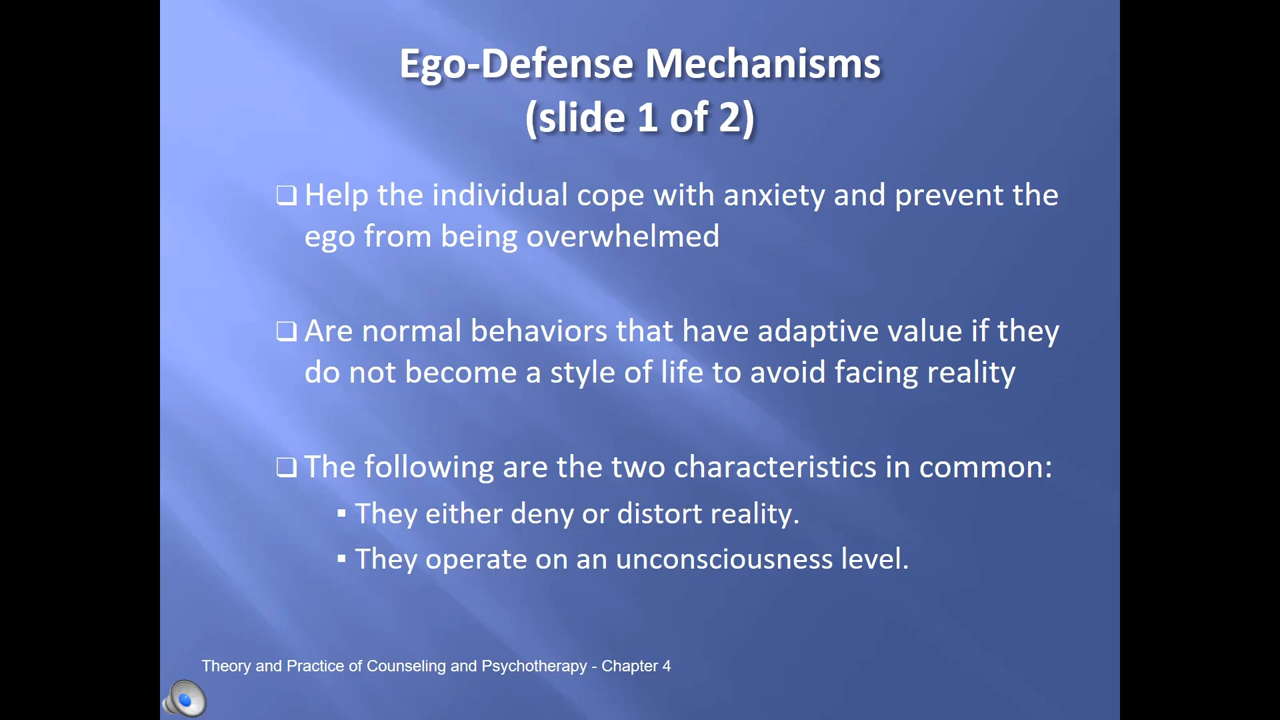 Ego-Defense Mechanisms
(slide 1 of 2)
❑ Help the individual cope with anxiety and prevent the
ego from being overwhelmed
❑ Are normal behaviors that have adaptive value if they
do not become a style of life to avoid facing reality
❑ The following are the two characteristics in common:
▪ They either deny or distort reality.
▪ They operate on an unconsciousness level.
Theory and Practice of Counseling and Psychotherapy - Chapter 4